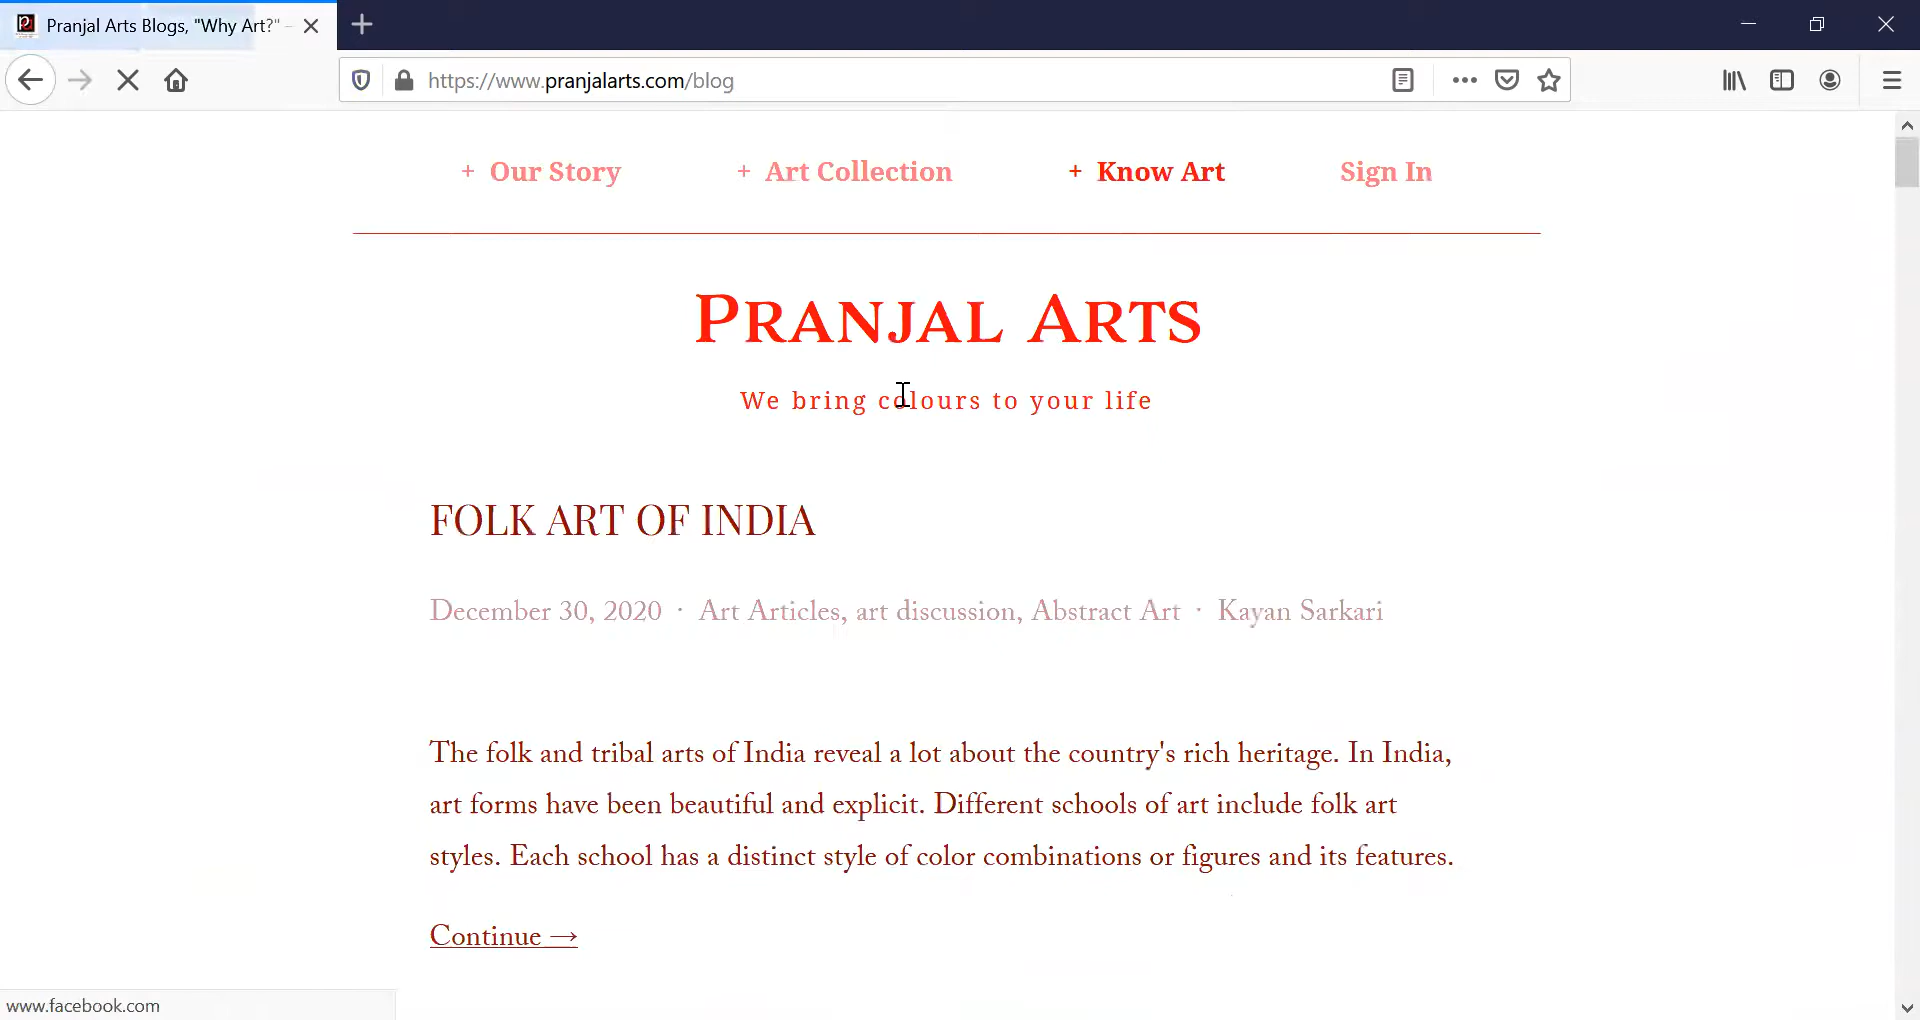 Pranjal Arts Blogs, "Why Art?" -
https://www.pranjalarts.com/blog
+ Our Story + Art Collection + Know Art Sign In
PRANJAL ARTS
We bring colours to your life
FOLK ART OF INDIA
December 30, 2020 · Art Articles, art discussion, Abstract Art · Kayan Sarkari
The folk and tribal arts of India reveal a lot about the country's rich heritage. In India,
art forms have been beautiful and explicit. Different schools of art include folk art
styles. Each school has a distinct style of color combinations or figures and its features.
Continue →
www.facebook.com